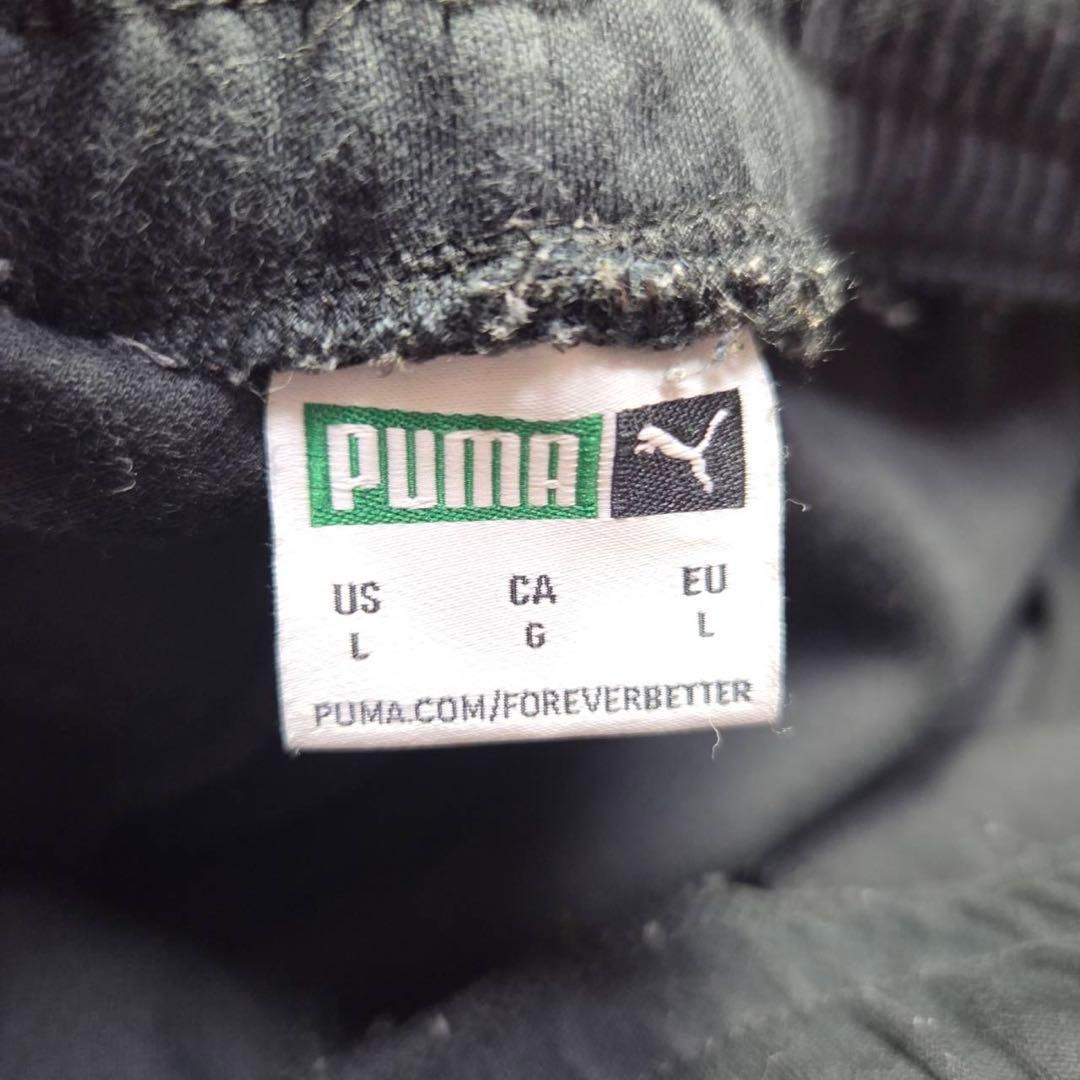 PUMA
US CA EU
L G L
PUMA.COM/FOREVERBETTER